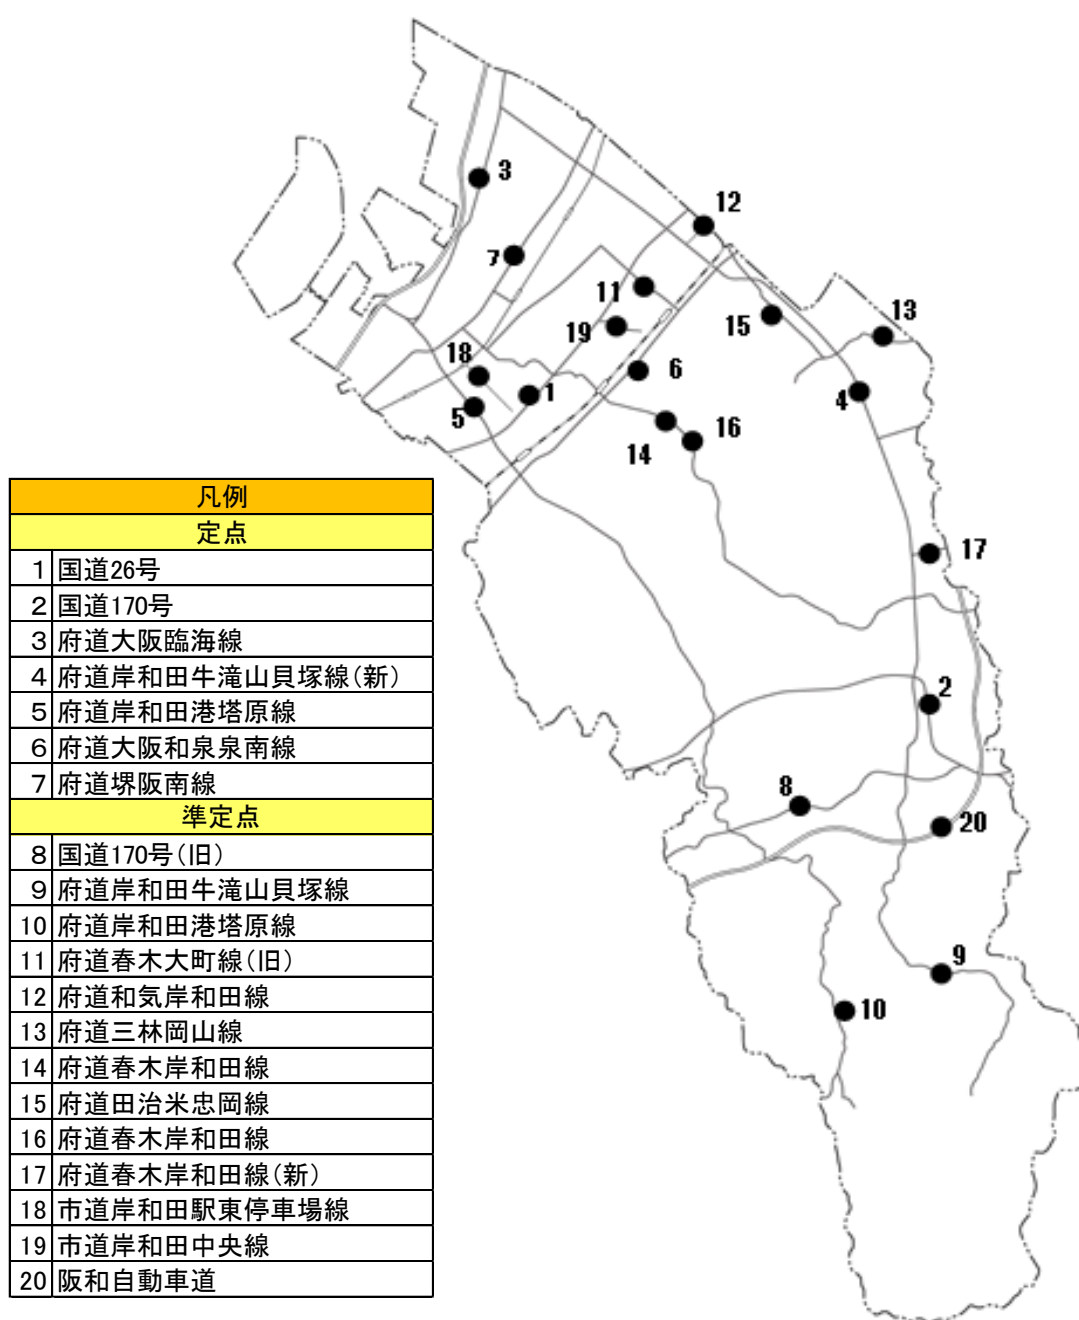 3
12
7
11
13
19
15
18
6
1
4
5
14
16
17
2
8
20
9
10
凡例
定点
1 国道26号
2 国道170号
3 府道大阪臨海線
4 府道岸和田牛滝山貝塚線(新)
5 府道岸和田港塔原線
6 府道大阪和泉泉南線
7 府道堺阪南線
準定点
8 国道170号(旧)
9 府道岸和田牛滝山貝塚線
10 府道岸和田港塔原線
11 府道春木大町線(旧)
12 府道和気岸和田線
13 府道三林岡山線
14 府道春木岸和田線
15 府道田治米忠岡線
16 府道春木岸和田線
17 府道春木岸和田線(新)
18 市道岸和田駅東停車場線
19 市道岸和田中央線
20 阪和自動車道